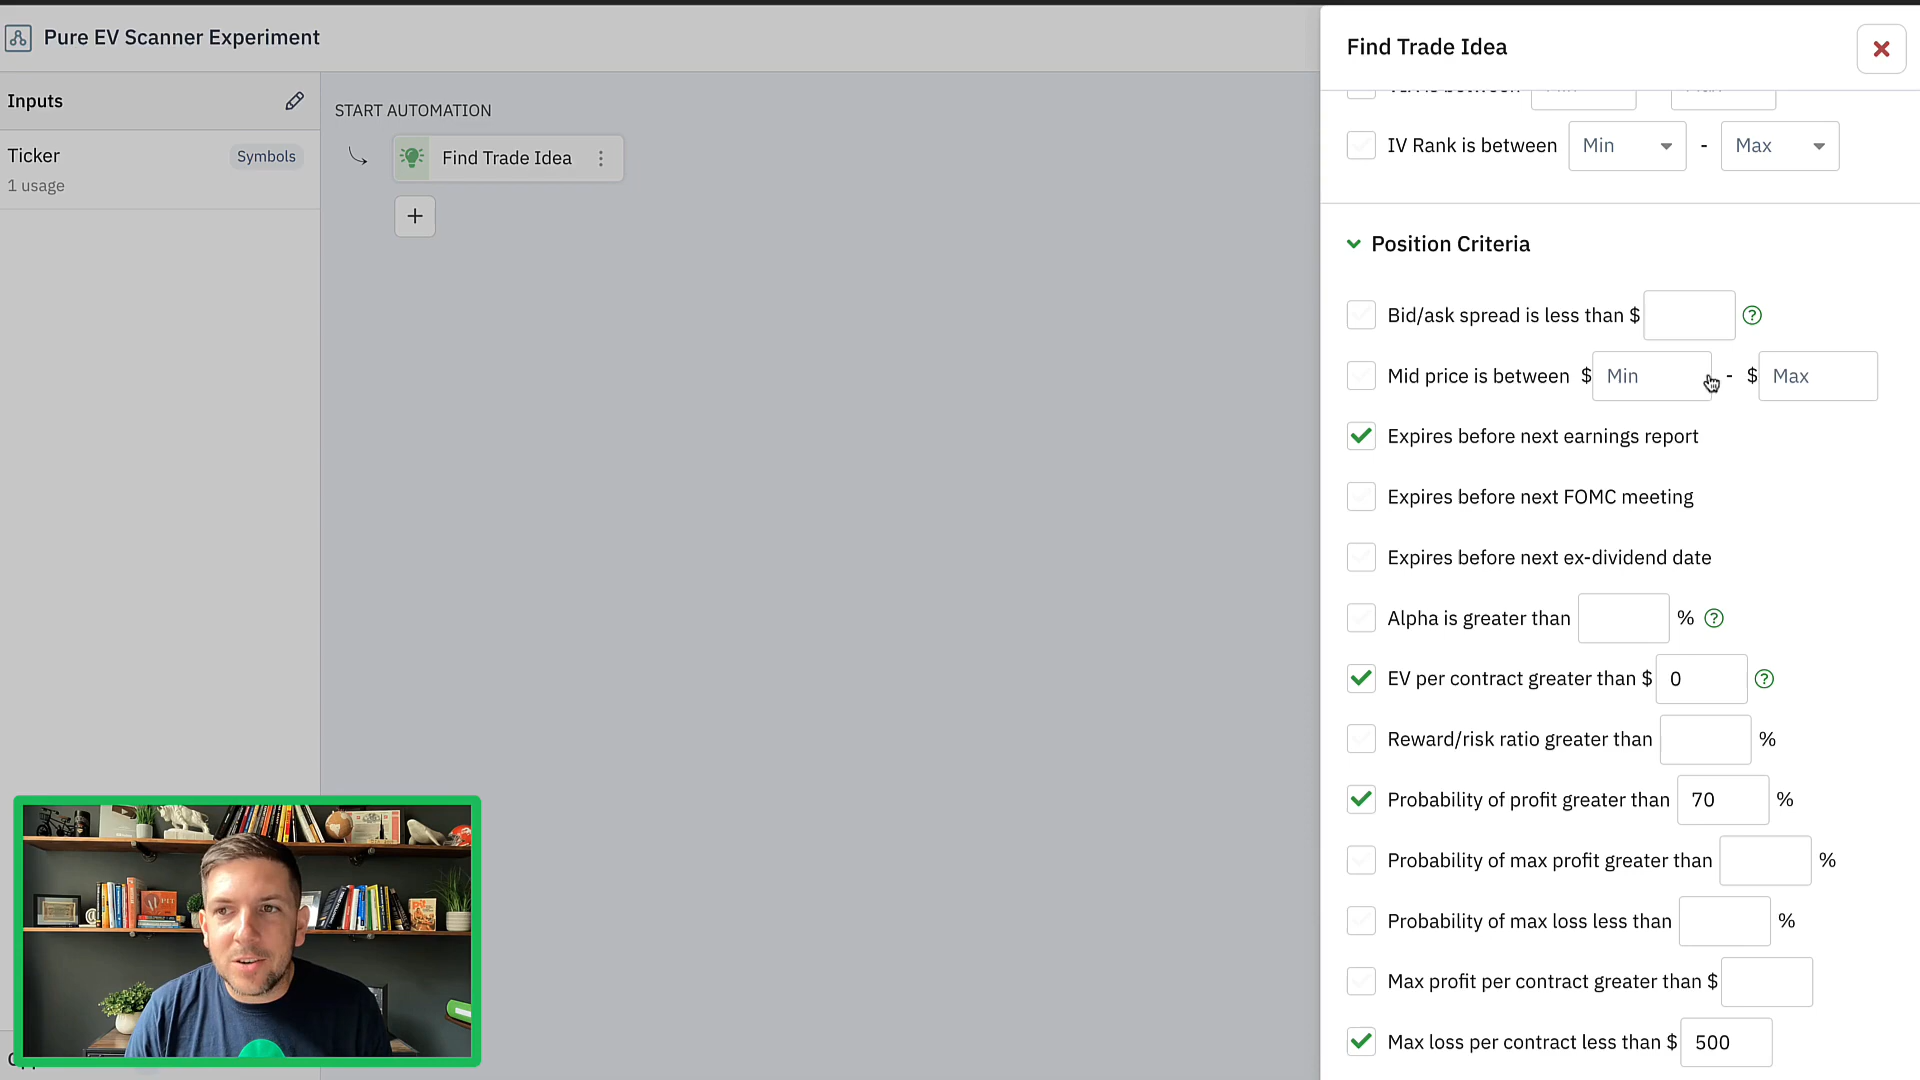 Pure EV Scanner Experiment
Inputs
Ticker
Symbols
1 usage
START AUTOMATION
Find Trade Idea
Find Trade Idea
IV Rank is between Min - Max
Position Criteria
Bid/ask spread is less than $
Mid price is between $ Min - $ Max
Expires before next earnings report
Expires before next FOMC meeting
Expires before next ex-dividend date
Alpha is greater than %
EV per contract greater than $ 0
Reward/risk ratio greater than %
Probability of profit greater than 70 %
Probability of max profit greater than %
Probability of max loss less than %
Max profit per contract greater than $
Max loss per contract less than $ 500